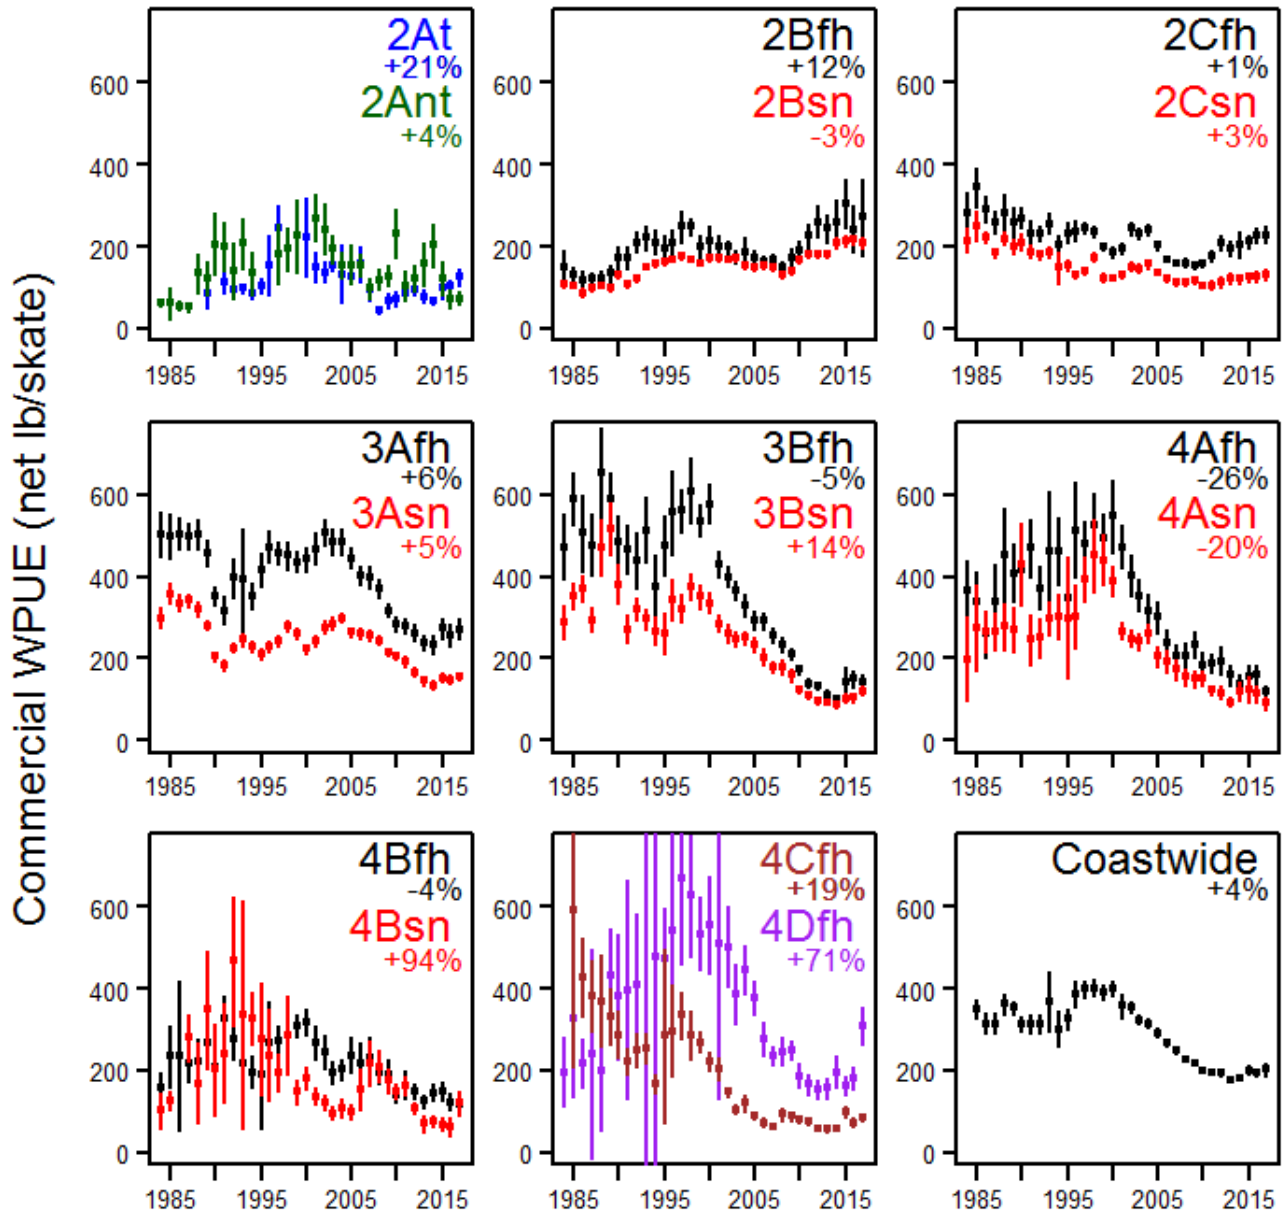 Commercial WPUE (net lb/skate)
2At
+21%
2Ant
+4%
600
400
200
0
1985 1995 2005 2015
2Bfh
+12%
2Bsn
-3%
600
400
200
0
1985 1995 2005 2015
2Cfh
+1%
2Csn
+3%
600
400
200
0
1985 1995 2005 2015
3Afh
+6%
3Asn
+5%
600
400
200
0
1985 1995 2005 2015
3Bfh
-5%
3Bsn
+14%
600
400
200
0
1985 1995 2005 2015
4Afh
-26%
4Asn
-20%
600
400
200
0
1985 1995 2005 2015
4Bfh
-4%
4Bsn
+94%
600
400
200
0
1985 1995 2005 2015
4Cfh
+19%
4Dfh
+71%
600
400
200
0
1985 1995 2005 2015
Coastwide
+4%
600
400
200
0
1985 1995 2005 2015